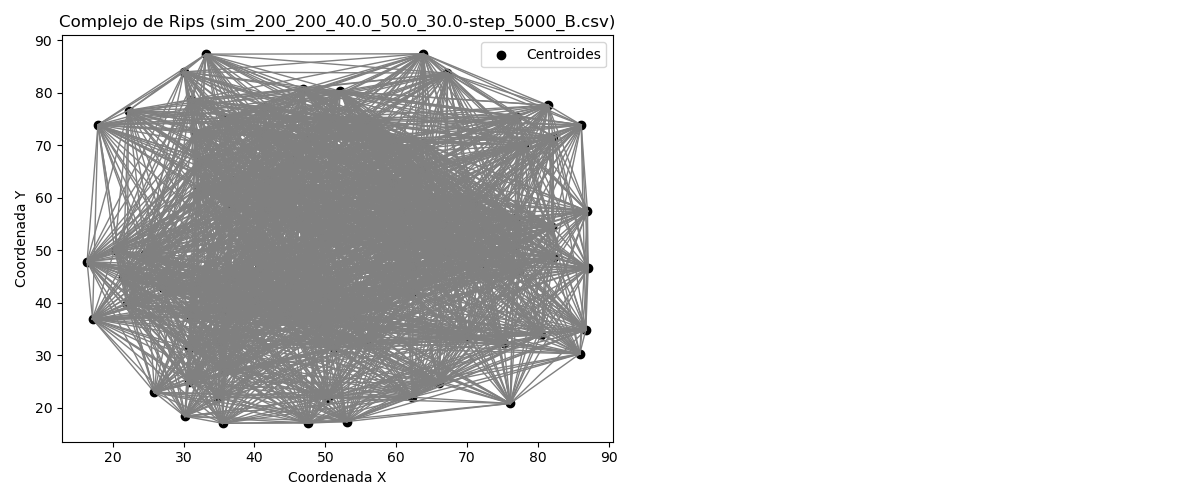 Complejo de Rips (sim_200_200_40.0_50.0_30.0-step_5000_B.csv)
Centroides
90
80
70
60
50
40
30
20
Coordenada Y
20 30 40 50 60 70 80 90
Coordenada X